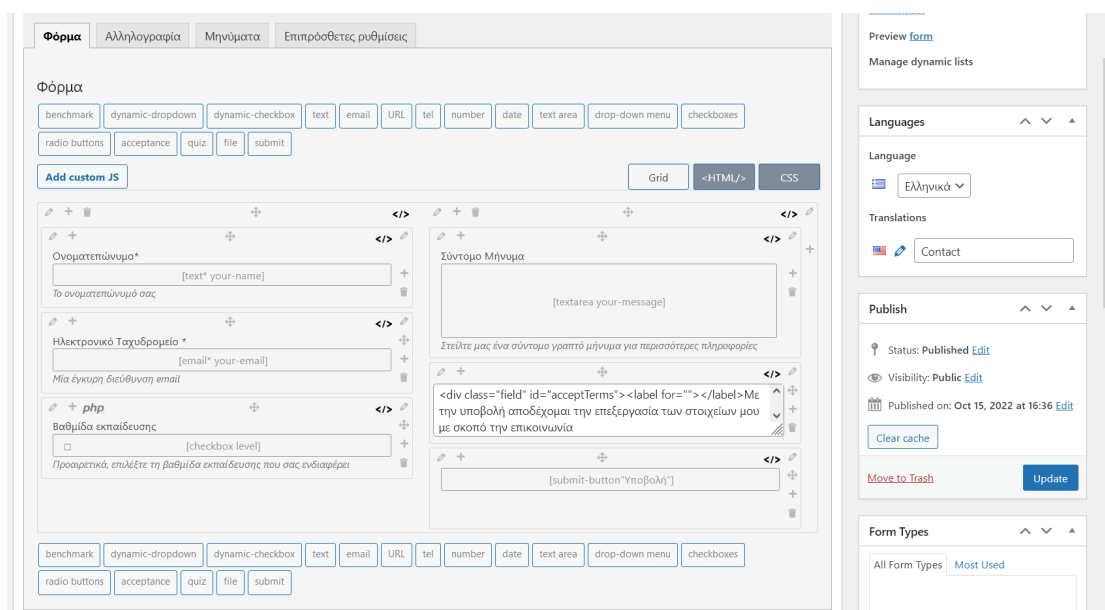 Φόρμα Αλληλογραφία Μηνύματα Επιπρόσθετες ρυθμίσεις
Φόρμα
benchmark dynamic-dropdown dynamic-checkbox text email URL tel number date text area drop-down menu checkboxes
radio buttons acceptance quiz file submit
Add custom JS Grid <HTML/> CSS
</>
</>
Ονοματεπώνυμο*
[text* your-name]
Το ονοματεπώνυμό σας
</>
Ηλεκτρονικό Ταχυδρομείο *
[email* your-email]
Μία έγκυρη διεύθυνση email
php </>
Βαθμίδα εκπαίδευσης
[checkbox level]
Προαιρετικά, επιλέξτε τη βαθμίδα εκπαίδευσης που σας ενδιαφέρει
</>
</>
Σύντομο Μήνυμα
[textarea your-message]
Στείλτε μας ένα σύντομο γραπτό μήνυμα για περισσότερες πληροφορίες
</>
<div class="field" id="acceptTerms"><label for=""></label>Με
την υποβολή αποδέχομαι την επεξεργασία των στοιχείων μου
με σκοπό την επικοινωνία
</>
[submit-button"Υποβολή"]
benchmark dynamic-dropdown dynamic-checkbox text email URL tel number date text area drop-down menu checkboxes
radio buttons acceptance quiz file submit
Preview form
Manage dynamic lists
Languages
Language
Ελληνικά
Translations
Contact
Publish
Status: Published Edit
Visibility: Public Edit
Published on: Oct 15, 2022 at 16:36 Edit
Clear cache
Move to Trash Update
Form Types
All Form Types Most Used